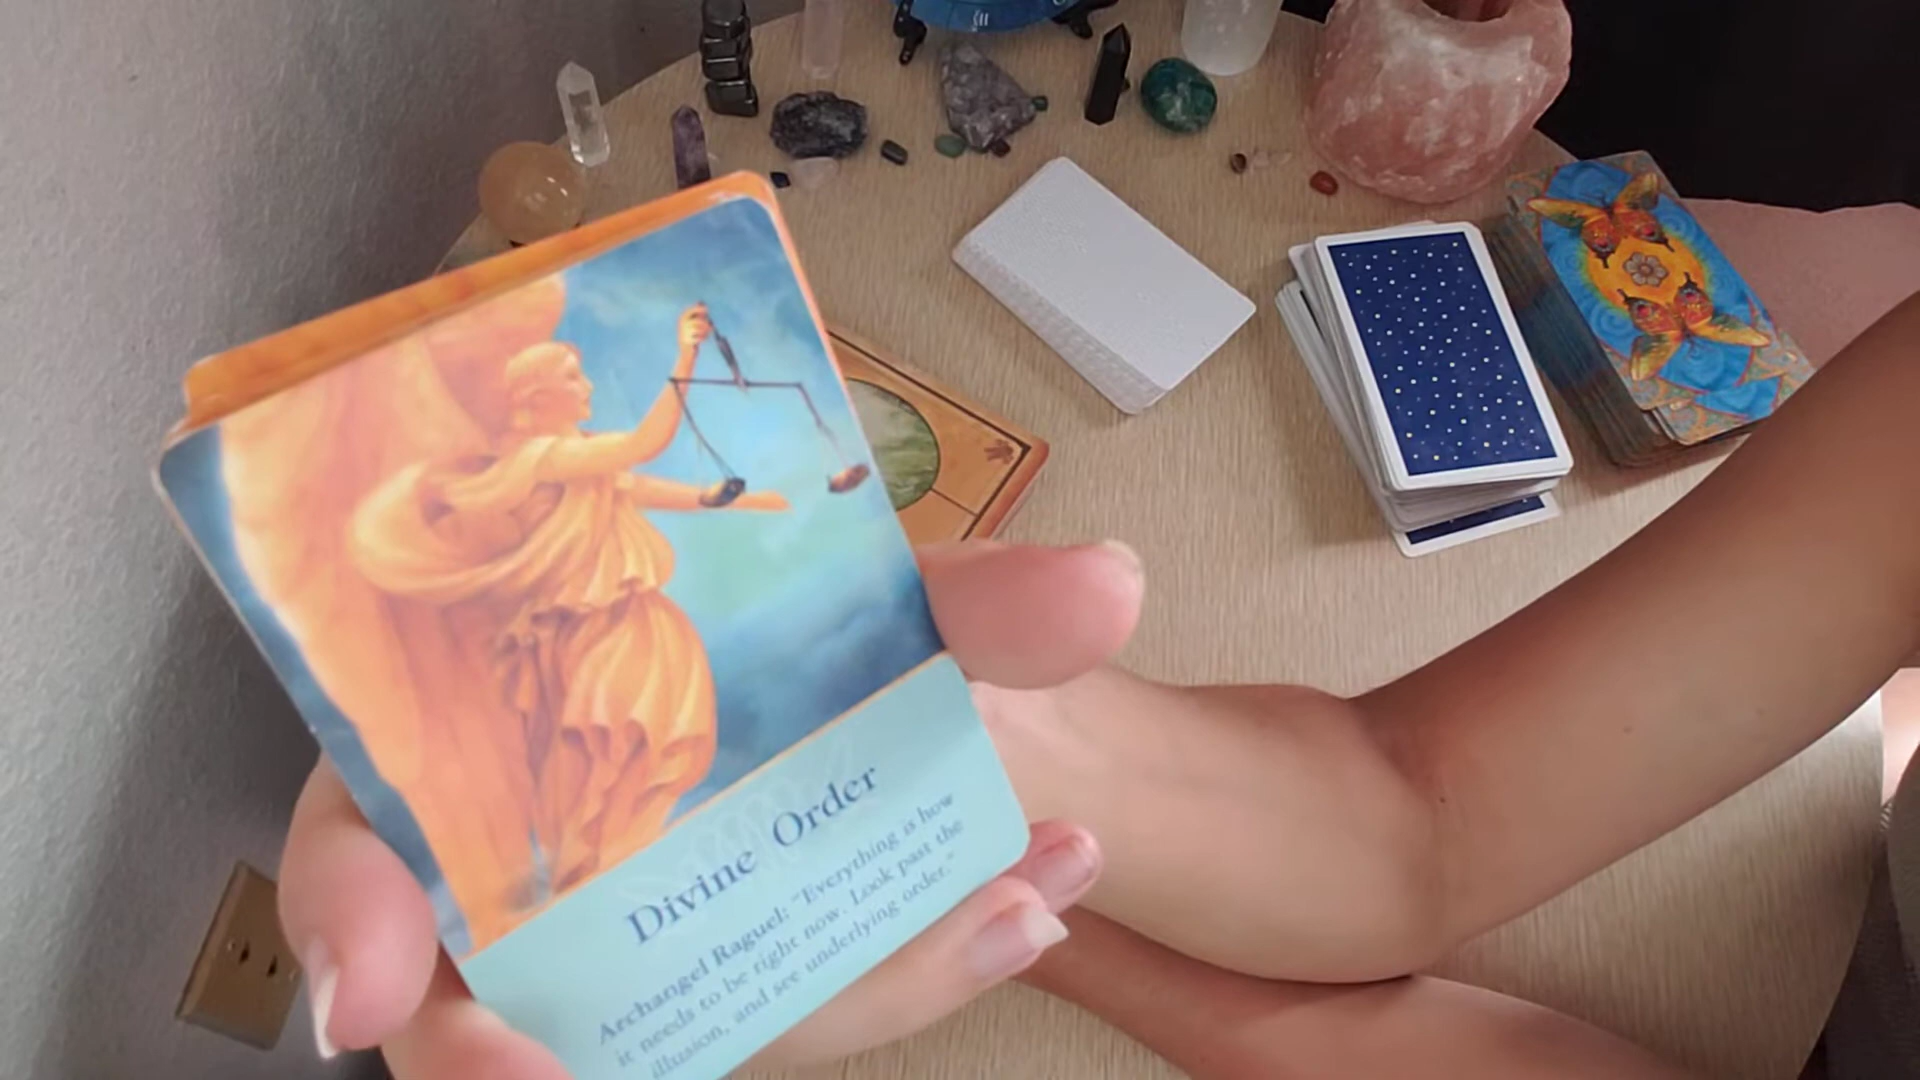 Divine Order
Archangel Raguel: "Everything is how
it needs to be right now. Look past the
illusion, and see underlying order."